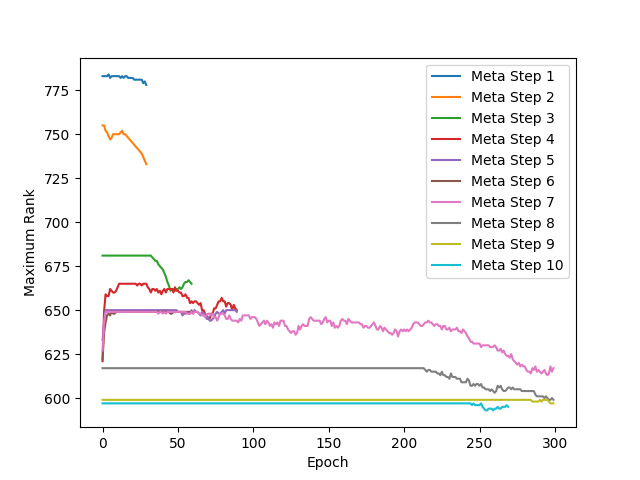 Maximum Rank
775
750
725
700
675
650
625
600
0
50
100
150
200
250
300
Epoch
Meta Step 1
Meta Step 2
Meta Step 3
Meta Step 4
Meta Step 5
Meta Step 6
Meta Step 7
Meta Step 8
Meta Step 9
Meta Step 10